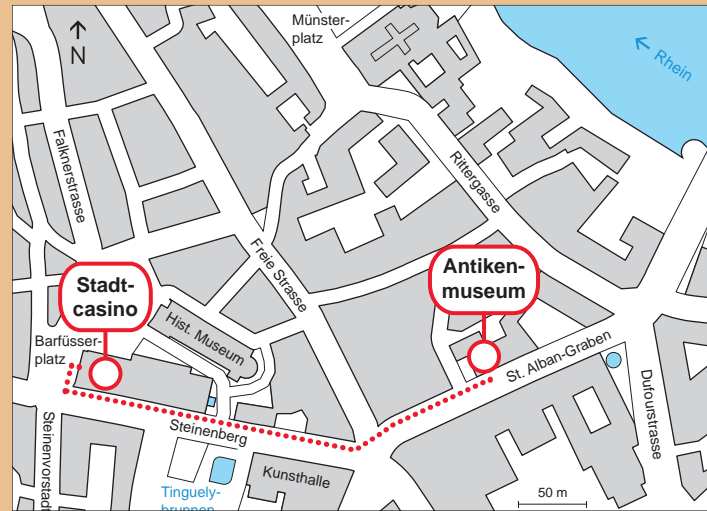 Münster-
platz
N
Rhein
Falknerstrasse
Rittergasse
Freie Strasse
Stadt-
casino
Antiken-
museum
Hist. Museum
Barfüsser-
platz
St. Alban-Graben
Dufourstrasse
Steinenvorstadt
Steinenberg
Kunsthalle
Tinguely-
brunnen
50 m